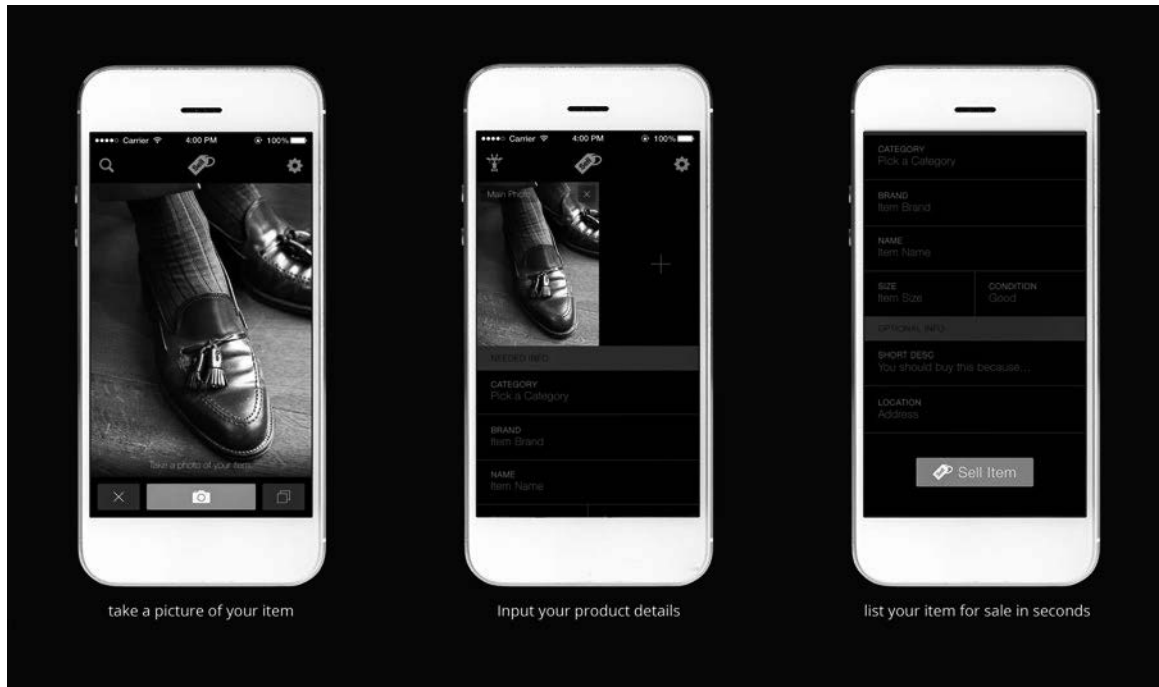 Carrier
4:00 PM
100%
Take a photo of your item
take a picture of your item
Carrier
4:00 PM
100%
Main Photo
NEEDED INFO
CATEGORY
Pick a Category
BRAND
Item Brand
NAME
Item Name
Input your product details
CATEGORY
Pick a Category
BRAND
Item Brand
NAME
Item Name
SIZE
Item Size
CONDITION
Good
OPTIONAL INFO
SHORT DESC
You should buy this because...
LOCATION
Address
Sell Item
list your item for sale in seconds